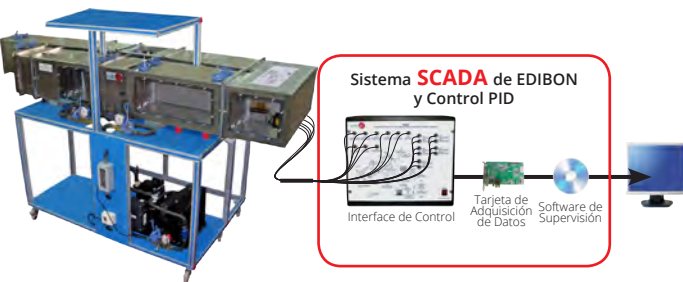 Sistema SCADA de EDIBON
y Control PID
Interface de Control
Tarjeta de
Adquisición
de Datos
Software de
Supervisión